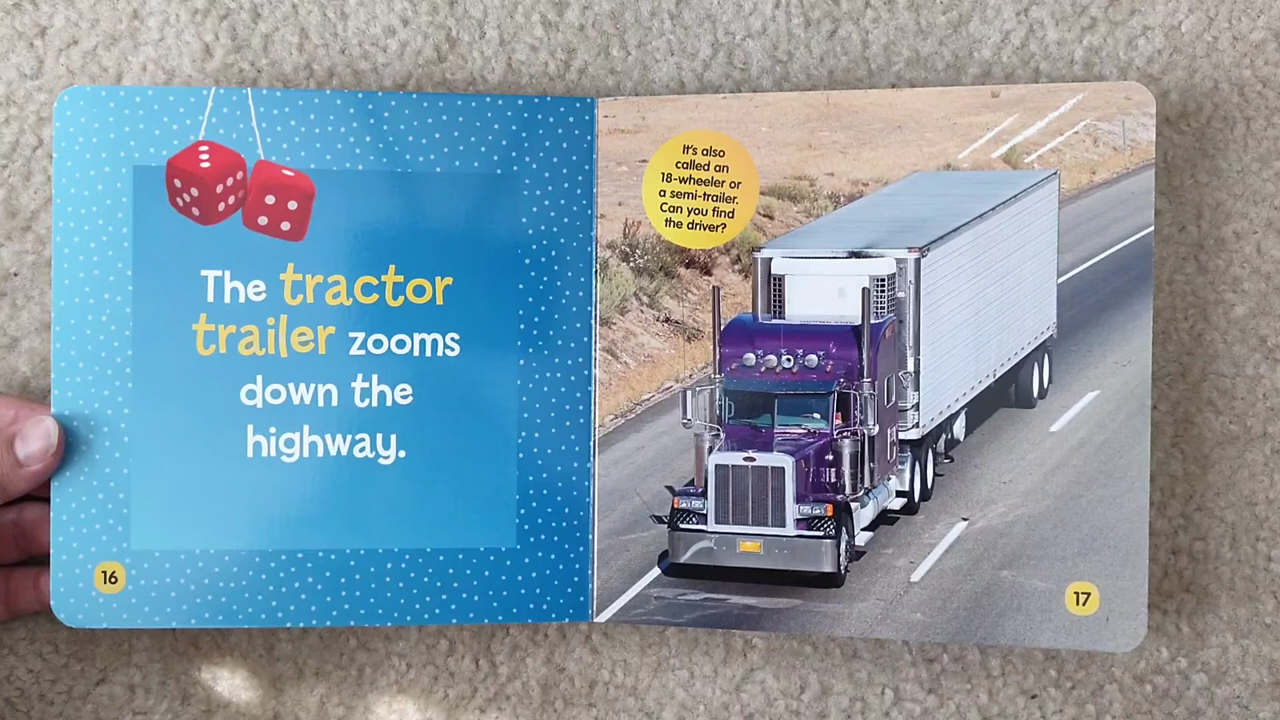 The tractor
trailer zooms
down the
highway.
16
It's also
called an
18-wheeler or
a semi-trailer.
Can you find
the driver?
17